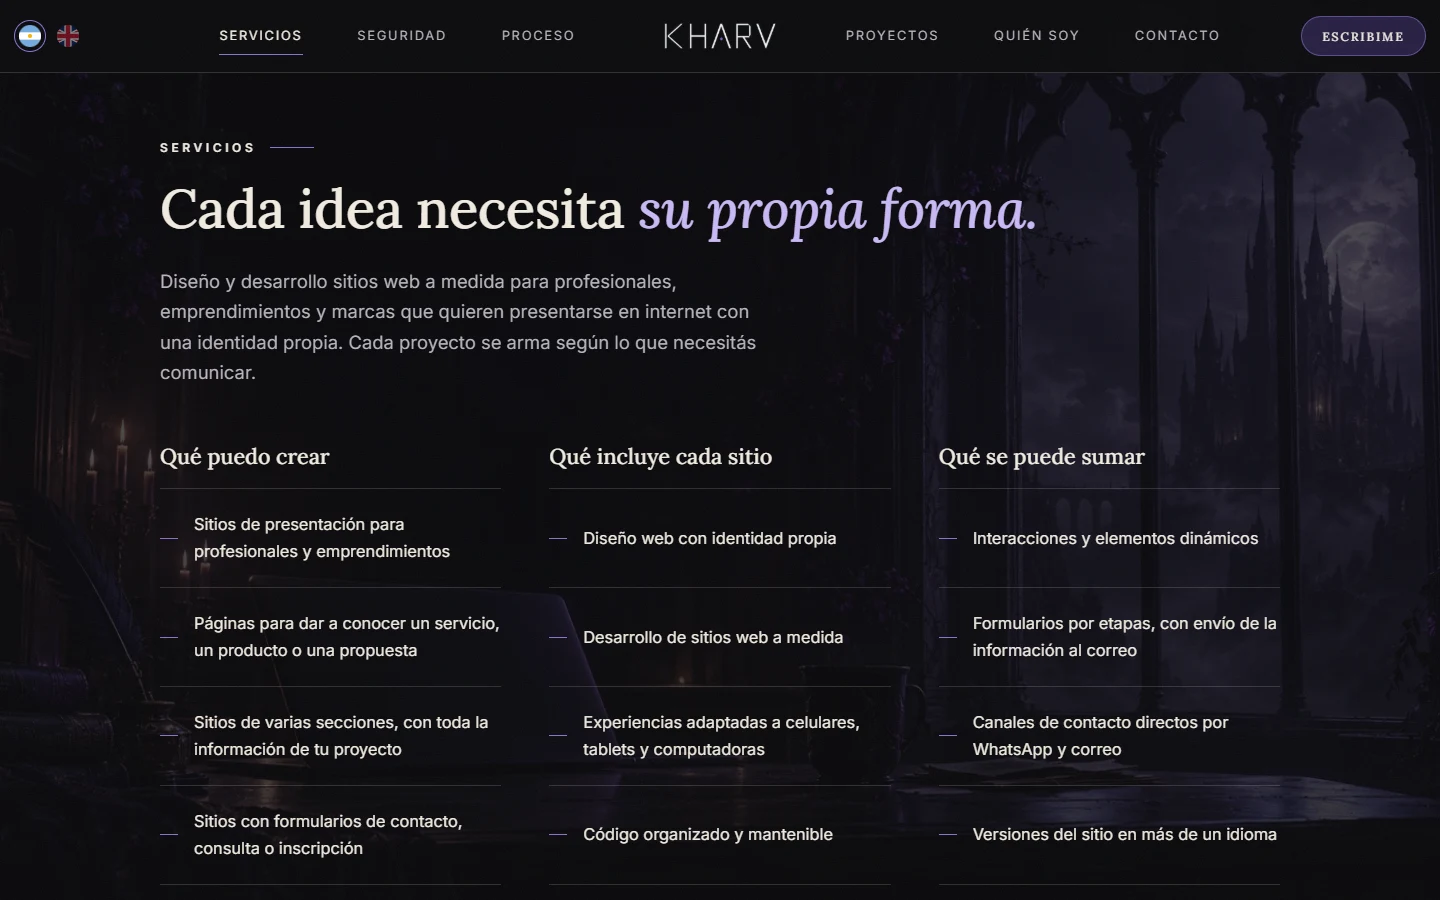 SERVICIOS
SEGURIDAD
PROCESO
KHARV
PROYECTOS
QUIÉN SOY
CONTACTO
ESCRIBIME
SERVICIOS
Cada idea necesita su propia forma.
Diseño y desarrollo sitios web a medida para profesionales,
emprendimientos y marcas que quieren presentarse en internet con
una identidad propia. Cada proyecto se arma según lo que necesitás
comunicar.
Qué puedo crear
Sitios de presentación para
profesionales y emprendimientos
Páginas para dar a conocer un servicio,
un producto o una propuesta
Sitios de varias secciones, con toda la
información de tu proyecto
Sitios con formularios de contacto,
consulta o inscripción
Qué incluye cada sitio
Diseño web con identidad propia
Desarrollo de sitios web a medida
Experiencias adaptadas a celulares,
tablets y computadoras
Código organizado y mantenible
Qué se puede sumar
Interacciones y elementos dinámicos
Formularios por etapas, con envío de la
información al correo
Canales de contacto directos por
WhatsApp y correo
Versiones del sitio en más de un idioma